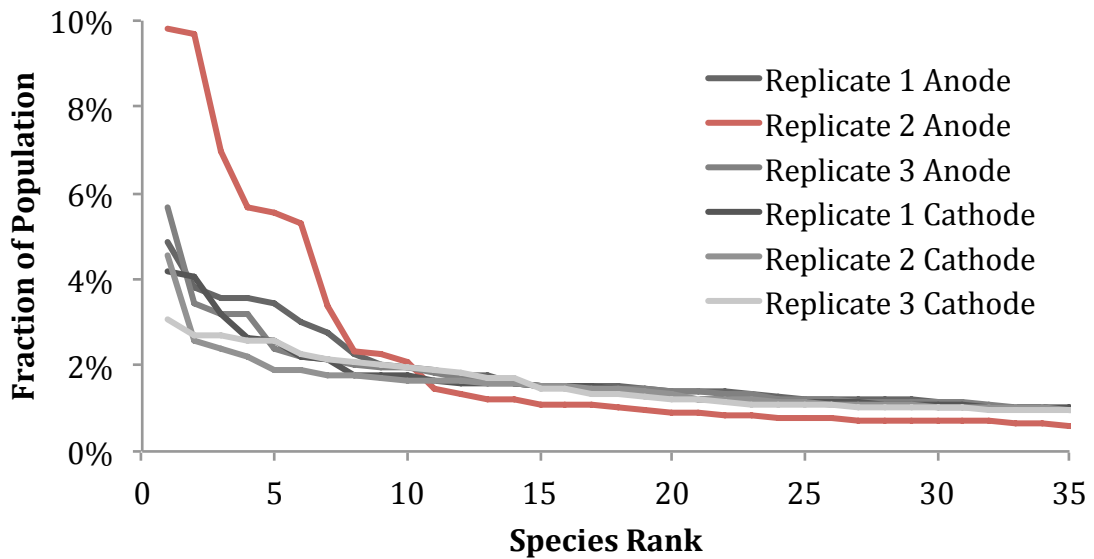 Fraction of Population
10%
8%
6%
4%
2%
0%
Replicate 1 Anode
Replicate 2 Anode
Replicate 3 Anode
Replicate 1 Cathode
Replicate 2 Cathode
Replicate 3 Cathode
0 5 10 15 20 25 30 35
Species Rank